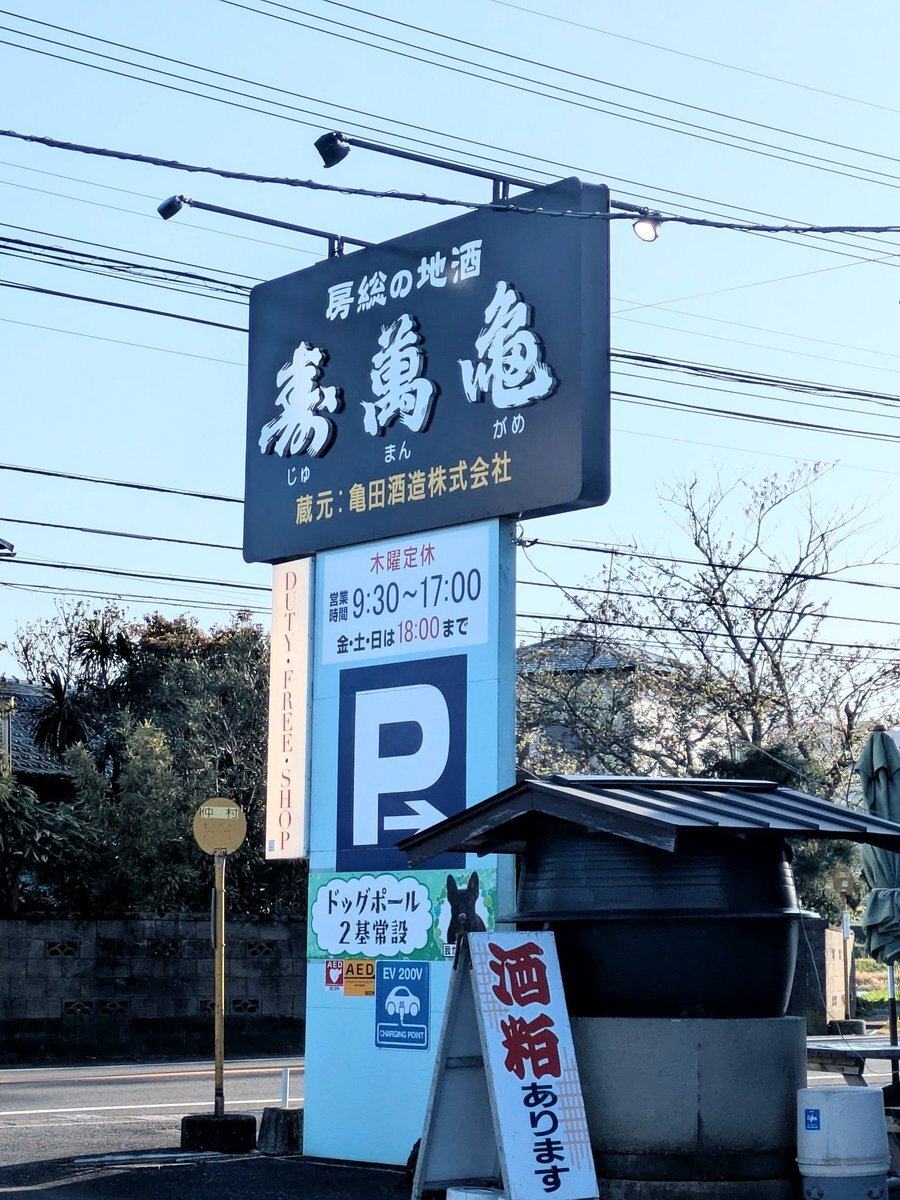 房総の地酒
寿萬亀
じゅ まん がめ
蔵元：亀田酒造株式会社
木曜定休
営業時間 9:30～17:00
金・土・日は18:00まで
DUTY・FREE・SHOP
P
仲村
ドッグポール
2基常設
AED
AED
EV 200V
CHARGING POINT
酒粕あります